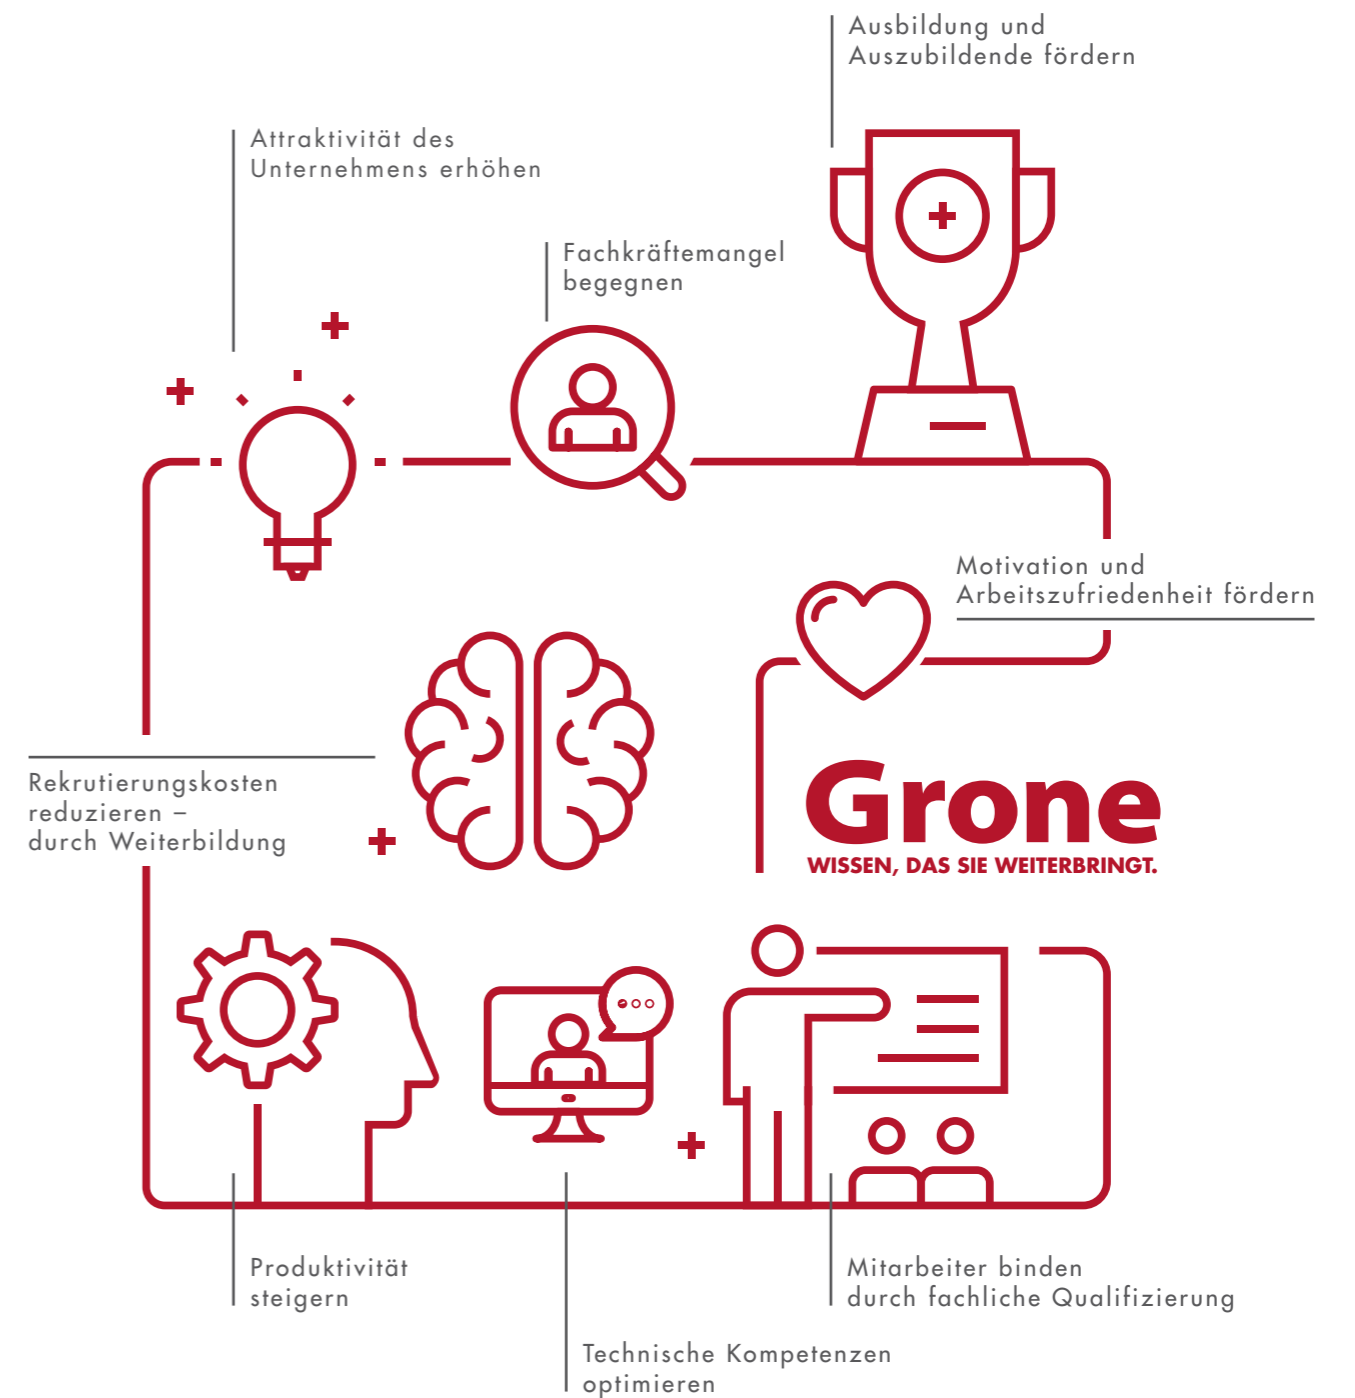 Ausbildung und
Auszubildende fördern
Attraktivität des
Unternehmens erhöhen
Fachkräftemangel
begegnen
Motivation und
Arbeitszufriedenheit fördern
Rekrutierungskosten
reduzieren –
durch Weiterbildung
Grone
WISSEN, DAS SIE WEITERBRINGT.
Produktivität
steigern
Mitarbeiter binden
durch fachliche Qualifizierung
Technische Kompetenzen
optimieren